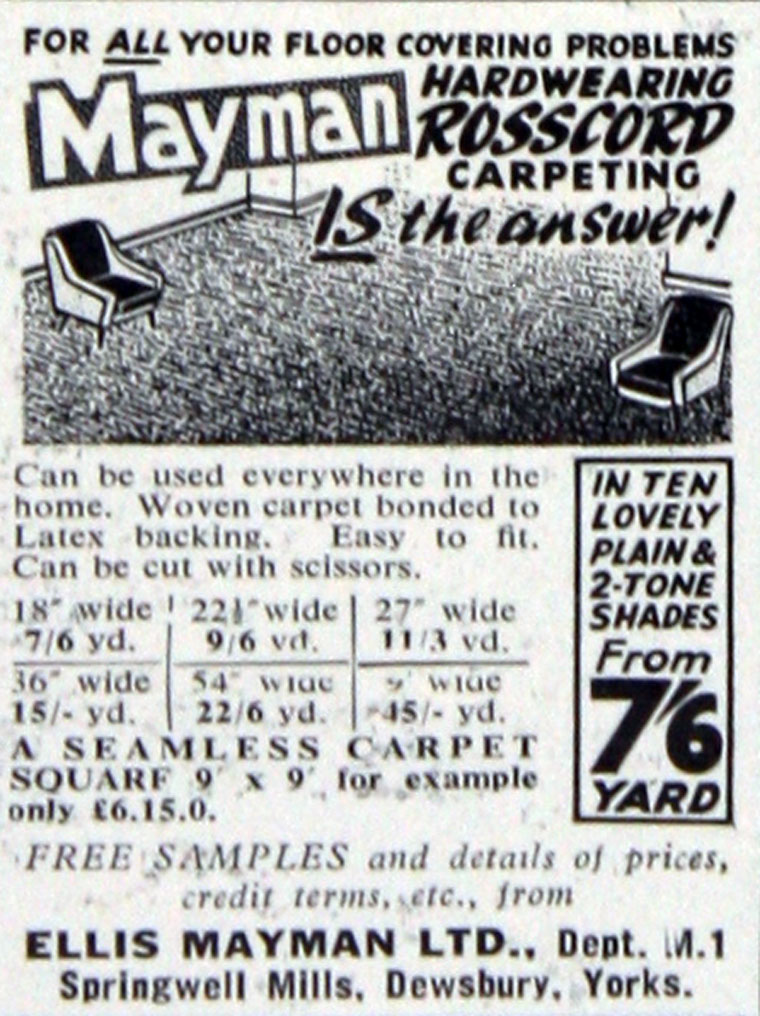 FOR ALL YOUR FLOOR COVERING PROBLEMS
Mayman HARDWEARING
ROSSCORD
CARPETING
IS the answer!
Can be used everywhere in the
home. Woven carpet bonded to
Latex backing. Easy to fit.
Can be cut with scissors.
18" wide 22½" wide 27" wide
7/6 yd. 9/6 yd. 11/3 yd.
36" wide 54" wide 9' wide
15/- yd. 22/6 yd. 45/- yd.
A SEAMLESS CARPET
SQUARE 9' x 9' for example
only £6.15.0.
IN TEN
LOVELY
PLAIN &
2-TONE
SHADES
From
7/6
YARD
FREE SAMPLES and details of prices,
credit terms, etc., from
ELLIS MAYMAN LTD., Dept. M.1
Springwell Mills, Dewsbury, Yorks.